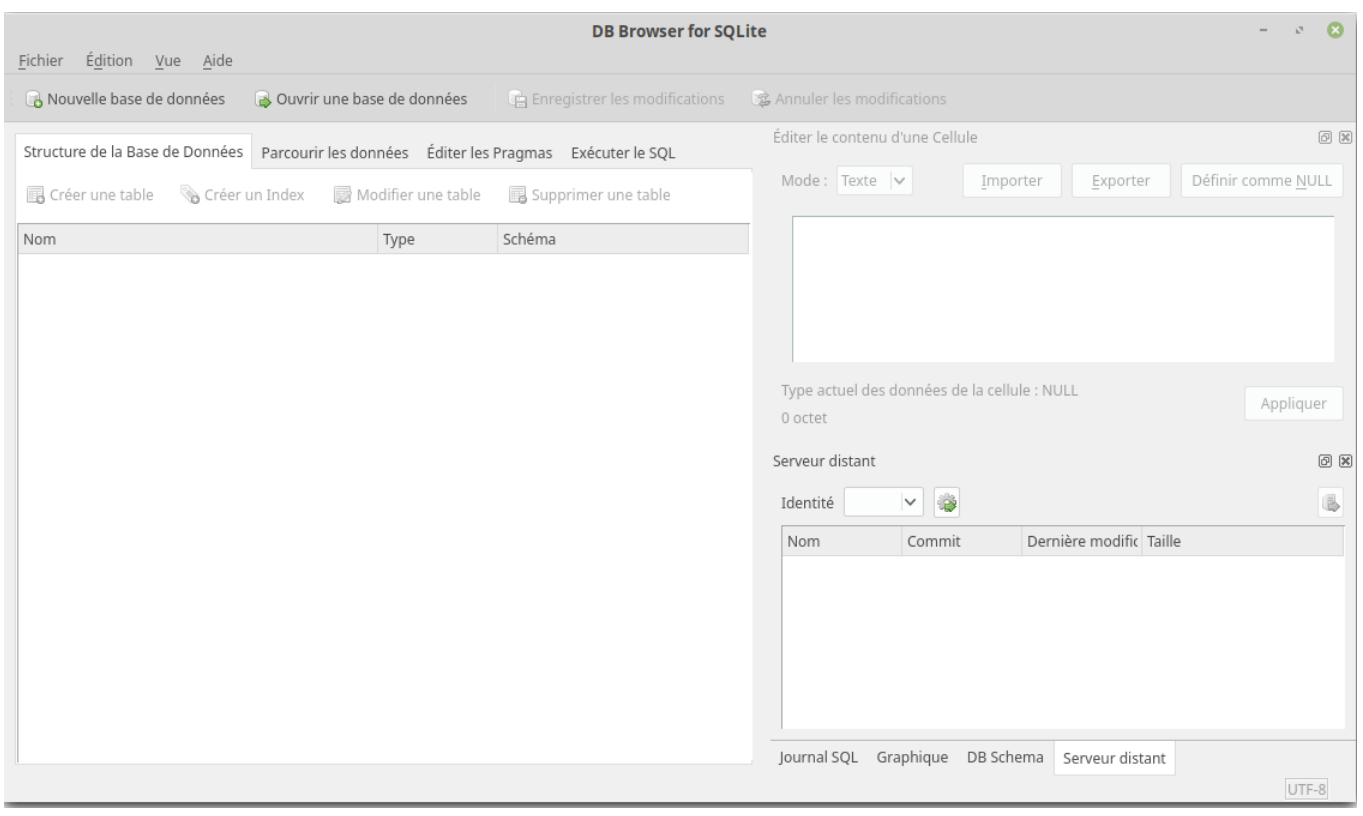 DB Browser for SQLite
Fichier Édition Vue Aide
Nouvelle base de données Ouvrir une base de données Enregistrer les modifications Annuler les modifications
Structure de la Base de Données Parcourir les données Éditer les Pragmas Exécuter le SQL
Créer une table Créer un Index Modifier une table Supprimer une table
Nom Type Schéma
Éditer le contenu d'une Cellule
Mode : Texte Importer Exporter Définir comme NULL
Type actuel des données de la cellule : NULL
0 octet
Appliquer
Serveur distant
Identité
Nom Commit Dernière modific Taille
Journal SQL Graphique DB Schema Serveur distant
UTF-8